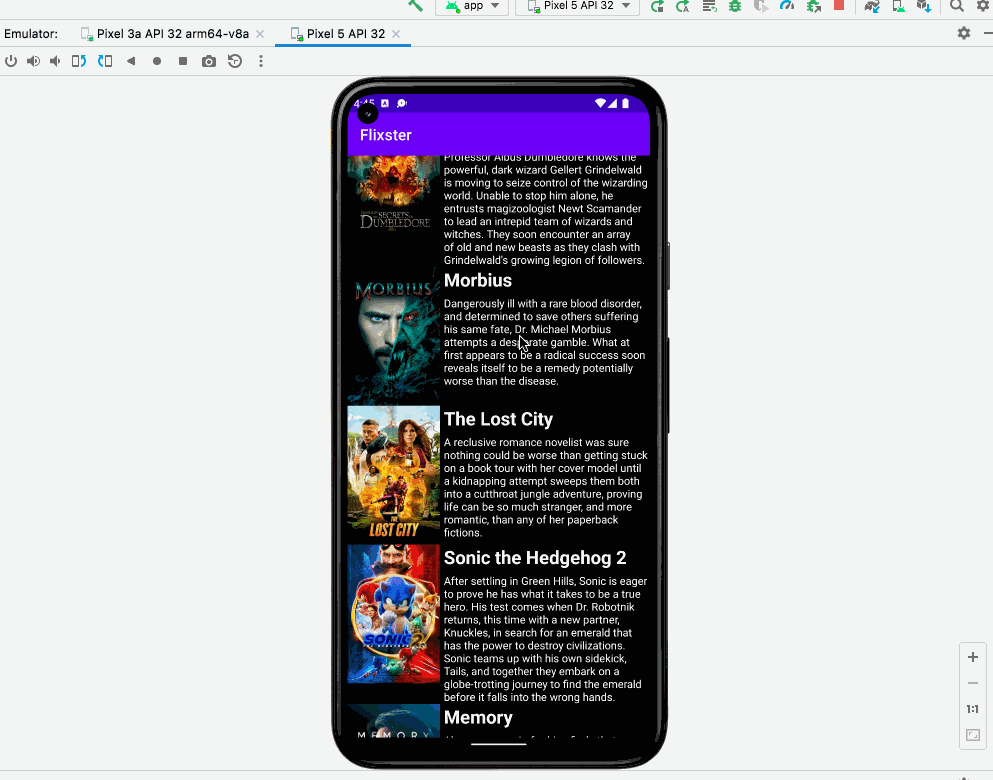 app
Pixel 5 API 32
Emulator:
Pixel 3a API 32 arm64-v8a
Pixel 5 API 32
4:45
Flixster
SECRETS
DUMBLEDORE
Professor Albus Dumbledore knows the
powerful, dark wizard Gellert Grindelwald
is moving to seize control of the wizarding
world. Unable to stop him alone, he
entrusts magizoologist Newt Scamander
to lead an intrepid team of wizards and
witches. They soon encounter an array
of old and new beasts as they clash with
Grindelwald's growing legion of followers.
MORBIUS
Morbius
Dangerously ill with a rare blood disorder,
and determined to save others suffering
his same fate, Dr. Michael Morbius
attempts a desperate gamble. What at
first appears to be a radical success soon
reveals itself to be a remedy potentially
worse than the disease.
THE
LOST CITY
The Lost City
A reclusive romance novelist was sure
nothing could be worse than getting stuck
on a book tour with her cover model until
a kidnapping attempt sweeps them both
into a cutthroat jungle adventure, proving
life can be so much stranger, and more
romantic, than any of her paperback
fictions.
SONIC 2
Sonic the Hedgehog 2
After settling in Green Hills, Sonic is eager
to prove he has what it takes to be a true
hero. His test comes when Dr. Robotnik
returns, this time with a new partner,
Knuckles, in search for an emerald that
has the power to destroy civilizations.
Sonic teams up with his own sidekick,
Tails, and together they embark on a
globe-trotting journey to find the emerald
before it falls into the wrong hands.
MEMORY
Memory
1:1